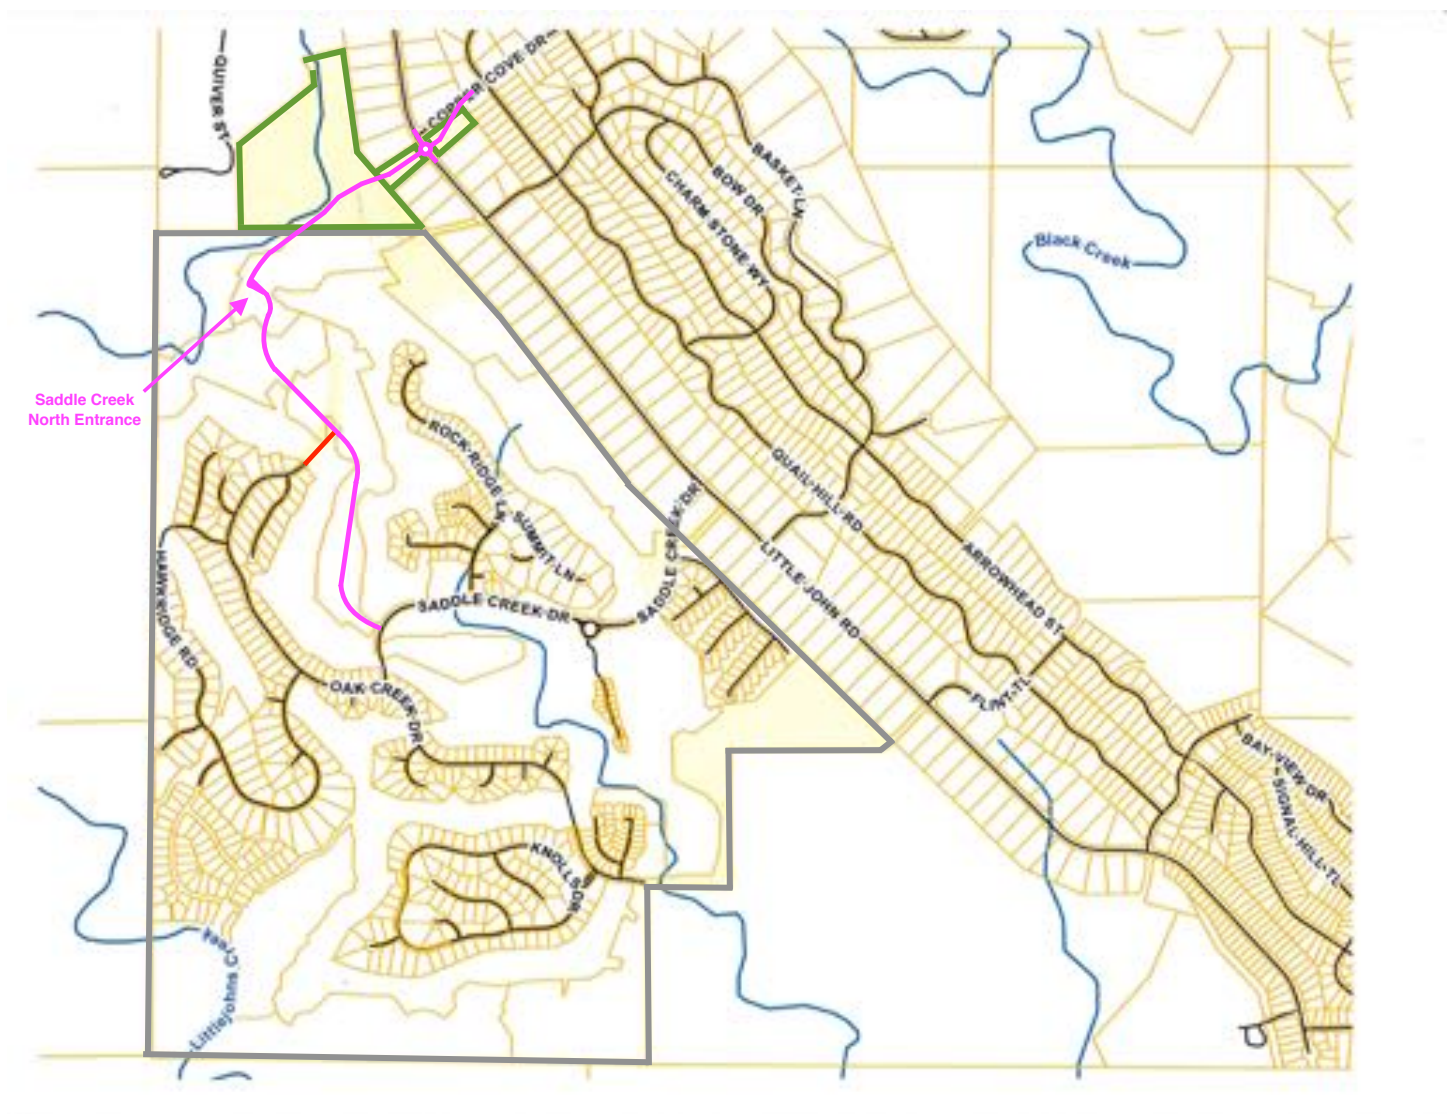 QUIVER ST
COPPER COVE DR
BASKET LN
BOW DR
CHARM STONE WY
Black Creek
Saddle Creek
North Entrance
ROCK RIDGE LN
SUMMIT LN
QUAIL HILL RD
SADDLE CREEK DR
LITTLE JOHN RD
ARROWHEAD ST
HAWKRIDGE RD
SADDLE CREEK DR
OAK CREEK DR
FLINT TL
BAY VIEW DR
SIGNAL HILL TL
KNOLLS DR
Littlejohns Creek